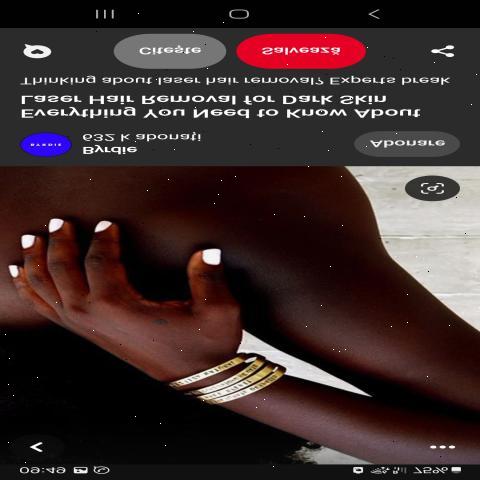 09:49
75%
BYRDIE
Byrdie
632 k abonați
Abonare
Everything You Need to Know About
Laser Hair Removal for Dark Skin
Thinking about laser hair removal? Experts break
Citește
Salvează